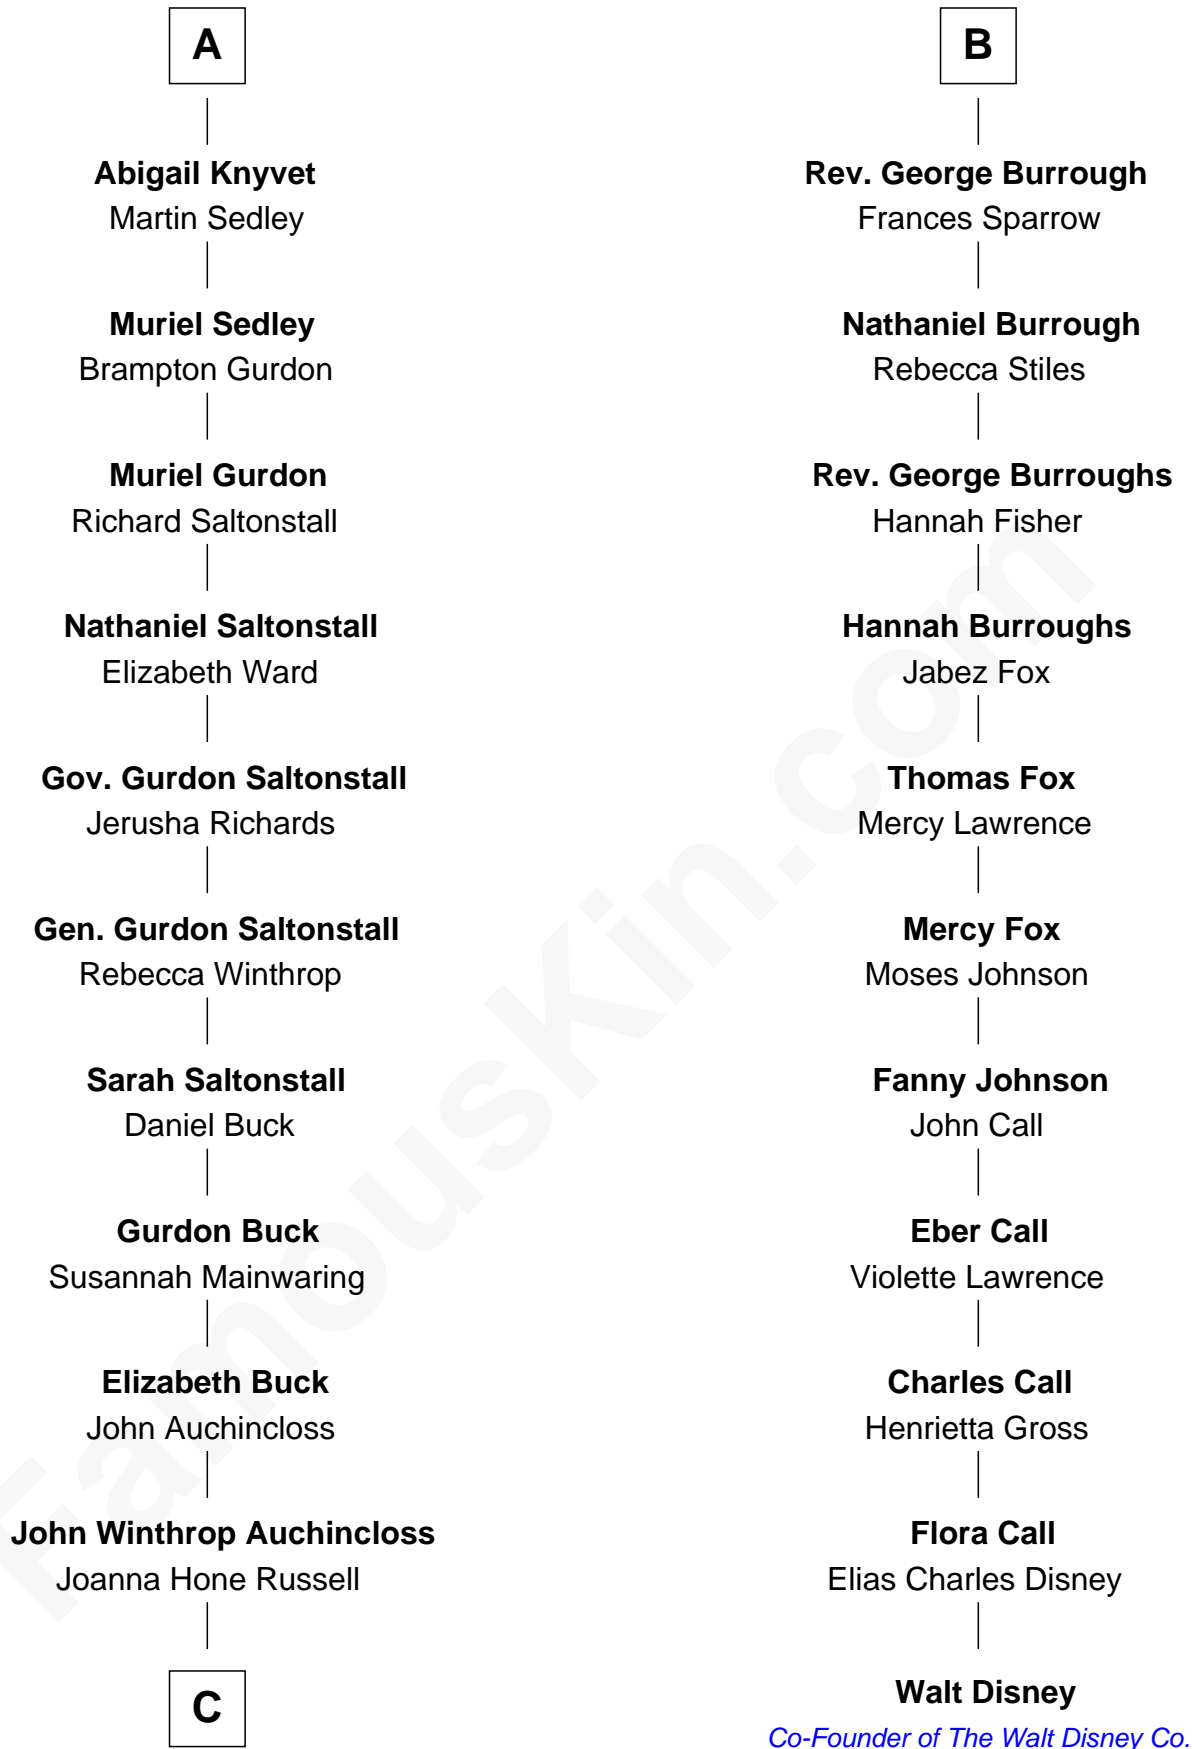 A
Abigail Knyvet
Martin Sedley
Muriel Sedley
Brampton Gurdon
Muriel Gurdon
Richard Saltonstall
Nathaniel Saltonstall
Elizabeth Ward
Gov. Gurdon Saltonstall
Jerusha Richards
Gen. Gurdon Saltonstall
Rebecca Winthrop
Sarah Saltonstall
Daniel Buck
Gurdon Buck
Susannah Mainwaring
Elizabeth Buck
John Auchincloss
John Winthrop Auchincloss
Joanna Hone Russell
C
B
Rev. George Burrough
Frances Sparrow
Nathaniel Burrough
Rebecca Stiles
Rev. George Burroughs
Hannah Fisher
Hannah Burroughs
Jabez Fox
Thomas Fox
Mercy Lawrence
Mercy Fox
Moses Johnson
Fanny Johnson
John Call
Eber Call
Violette Lawrence
Charles Call
Henrietta Gross
Flora Call
Elias Charles Disney
Walt Disney
Co-Founder of The Walt Disney Co.
FamousKin.com